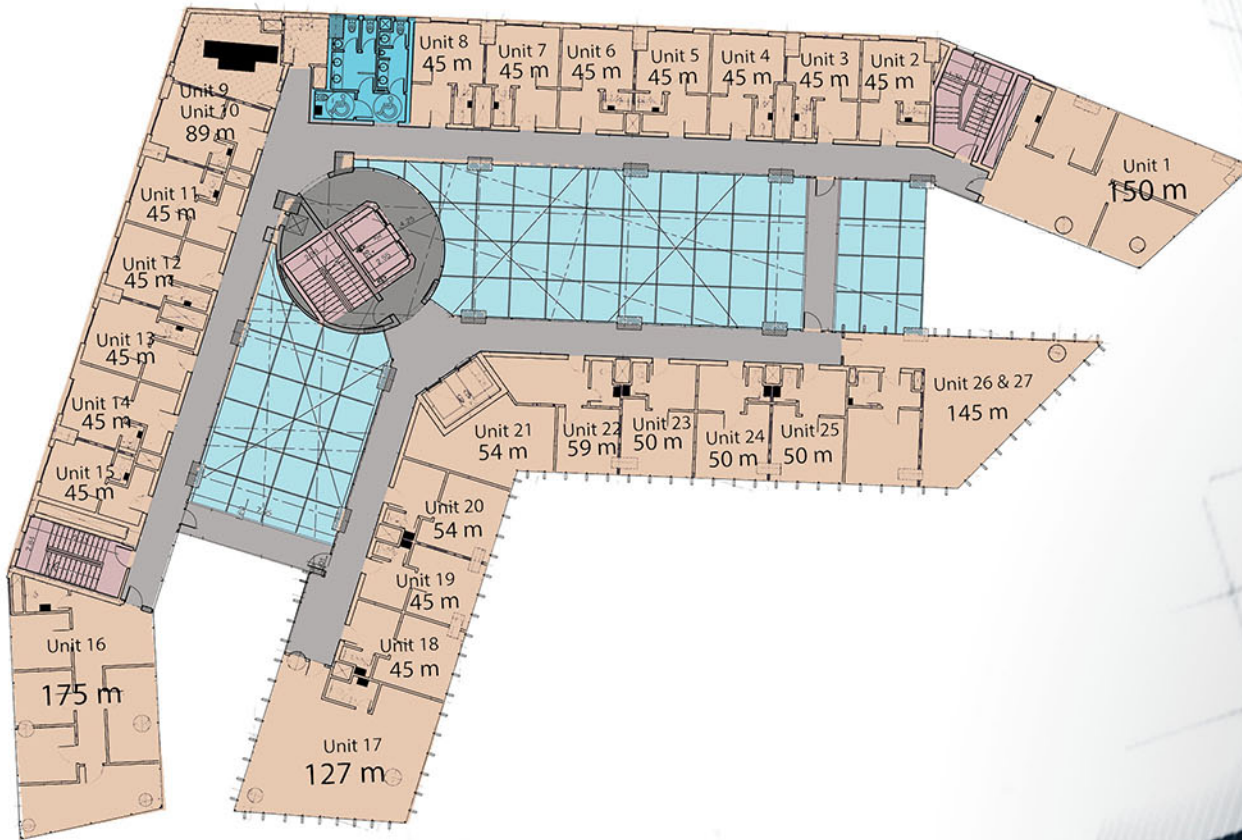 Unit 8
45 m
Unit 7
45 m
Unit 6
45 m
Unit 5
45 m
Unit 4
45 m
Unit 3
45 m
Unit 2
45 m
Unit 1
150 m
Unit 9
Unit 10
89 m
Unit 11
45 m
Unit 12
45 m
Unit 13
45 m
Unit 14
45 m
Unit 15
45 m
Unit 16
175 m
Unit 17
127 m
Unit 18
45 m
Unit 19
45 m
Unit 20
54 m
Unit 21
54 m
Unit 22
59 m
Unit 23
50 m
Unit 24
50 m
Unit 25
50 m
Unit 26 & 27
145 m